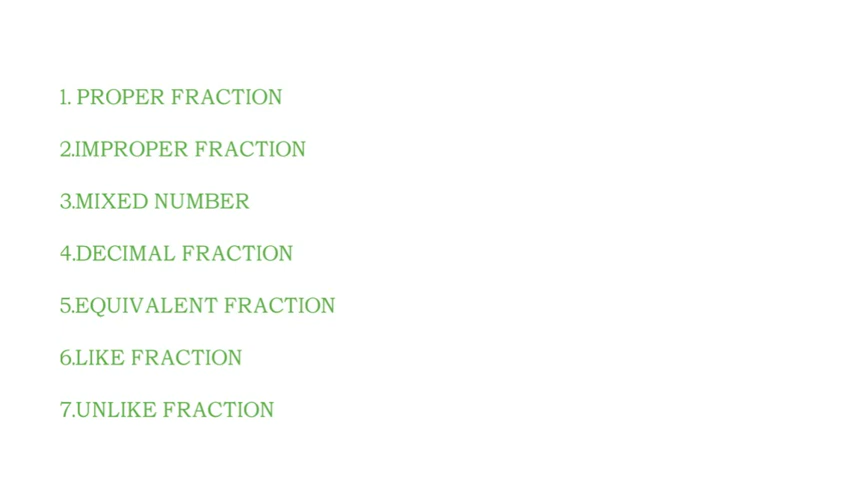 1. PROPER FRACTION
2.IMPROPER FRACTION
3.MIXED NUMBER
4.DECIMAL FRACTION
5.EQUIVALENT FRACTION
6.LIKE FRACTION
7.UNLIKE FRACTION